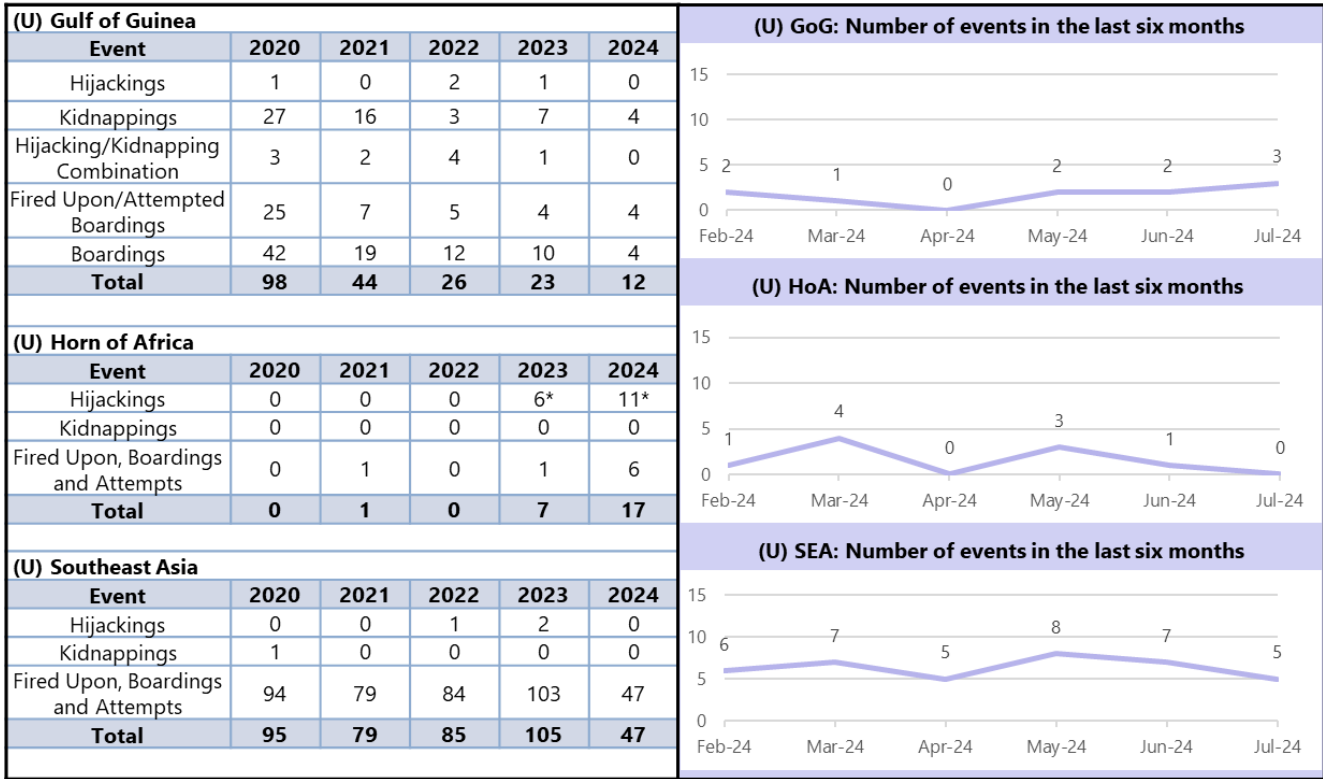 (U) Gulf of Guinea
Event 2020 2021 2022 2023 2024
Hijackings 1 0 2 1 0
Kidnappings 27 16 3 7 4
Hijacking/Kidnapping
Combination 3 2 4 1 0
Fired Upon/Attempted
Boardings 25 7 5 4 4
Boardings 42 19 12 10 4
Total 98 44 26 23 12
(U) Horn of Africa
Event 2020 2021 2022 2023 2024
Hijackings 0 0 0 6* 11*
Kidnappings 0 0 0 0 0
Fired Upon, Boardings
and Attempts 0 1 0 1 6
Total 0 1 0 7 17
(U) Southeast Asia
Event 2020 2021 2022 2023 2024
Hijackings 0 0 1 2 0
Kidnappings 1 0 0 0 0
Fired Upon, Boardings
and Attempts 94 79 84 103 47
Total 95 79 85 105 47
(U) GoG: Number of events in the last six months
15
10
5
0
2 1 0 2 2 3
Feb-24 Mar-24 Apr-24 May-24 Jun-24 Jul-24
(U) HoA: Number of events in the last six months
15
10
5
0
1 4 0 3 1 0
Feb-24 Mar-24 Apr-24 May-24 Jun-24 Jul-24
(U) SEA: Number of events in the last six months
15
10
5
0
6 7 5 8 7 5
Feb-24 Mar-24 Apr-24 May-24 Jun-24 Jul-24